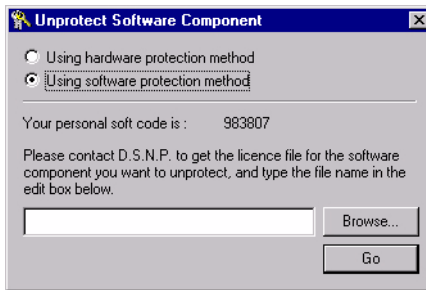 Unprotect Software Component
Using hardware protection method
Using software protection method
Your personal soft code is : 983807
Please contact D.S.N.P. to get the licence file for the software
component you want to unprotect, and type the file name in the
edit box below.
Browse...
Go